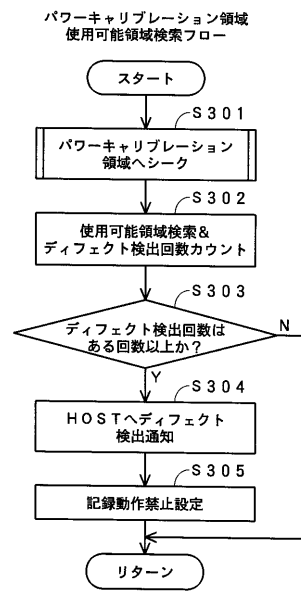 パワーキャリブレーション領域
使用可能領域検索フロー
スタート
S301
パワーキャリブレーション
領域へシーク
S302
使用可能領域検索&
ディフェクト検出回数カウント
S303
ディフェクト検出回数は
ある回数以上か?
N
Y
S304
HOSTへディフェクト
検出通知
S305
記録動作禁止設定
リターン